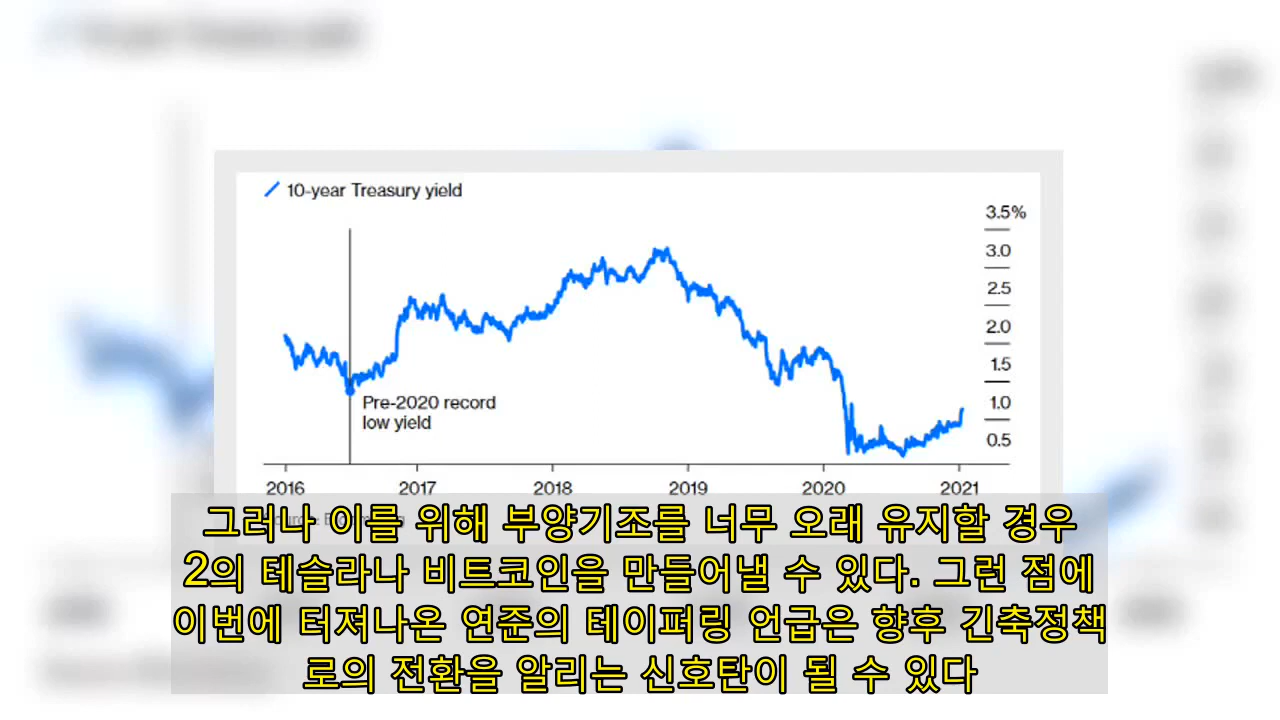 10-year Treasury yield
3.5%
3.0
2.5
2.0
1.5
1.0
0.5
Pre-2020 record
low yield
2016 2017 2018 2019 2020 2021
그러나 이를 위해 부양기조를 너무 오래 유지할 경우
2의 테슬라나 비트코인을 만들어낼 수 있다. 그런 점에
이번에 터져나온 연준의 테이퍼링 언급은 향후 긴축정책
로의 전환을 알리는 신호탄이 될 수 있다